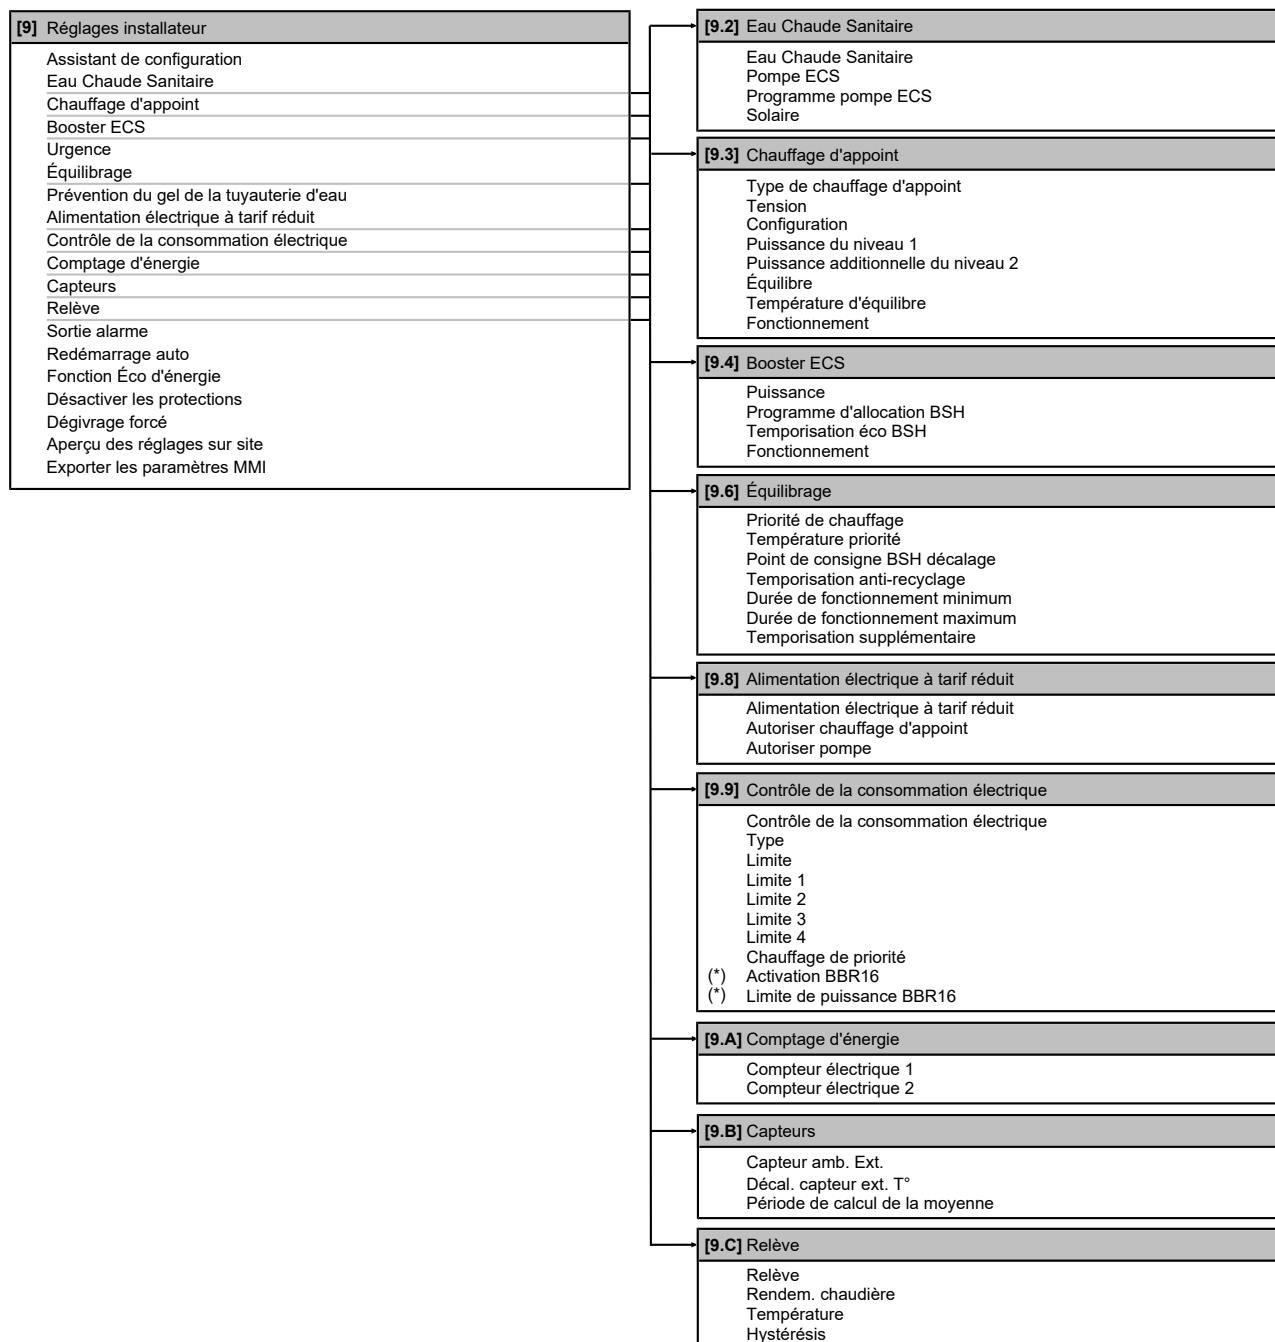 [9] Réglages installateur
Assistant de configuration
Eau Chaude Sanitaire
Chauffage d'appoint
Booster ECS
Urgence
Équilibrage
Prévention du gel de la tuyauterie d'eau
Alimentation électrique à tarif réduit
Contrôle de la consommation électrique
Comptage d'énergie
Capteurs
Relève
Sortie alarme
Redémarrage auto
Fonction Éco d'énergie
Désactiver les protections
Dégivrage forcé
Aperçu des réglages sur site
Exporter les paramètres MMI
[9.2] Eau Chaude Sanitaire
Eau Chaude Sanitaire
Pompe ECS
Programme pompe ECS
Solaire
[9.3] Chauffage d'appoint
Type de chauffage d'appoint
Tension
Configuration
Puissance du niveau 1
Puissance additionnelle du niveau 2
Équilibre
Température d'équilibre
Fonctionnement
[9.4] Booster ECS
Puissance
Programme d'allocation BSH
Temporisation éco BSH
Fonctionnement
[9.6] Équilibrage
Priorité de chauffage
Température priorité
Point de consigne BSH décalage
Temporisation anti-recyclage
Durée de fonctionnement minimum
Durée de fonctionnement maximum
Temporisation supplémentaire
[9.8] Alimentation électrique à tarif réduit
Alimentation électrique à tarif réduit
Autoriser chauffage d'appoint
Autoriser pompe
[9.9] Contrôle de la consommation électrique
Contrôle de la consommation électrique
Type
Limite
Limite 1
Limite 2
Limite 3
Limite 4
Chauffage de priorité
(*) Activation BBR16
(*) Limite de puissance BBR16
[9.A] Comptage d'énergie
Compteur électrique 1
Compteur électrique 2
[9.B] Capteurs
Capteur amb. Ext.
Décal. capteur ext. T°
Période de calcul de la moyenne
[9.C] Relève
Relève
Rendem. chaudière
Température
Hystérésis